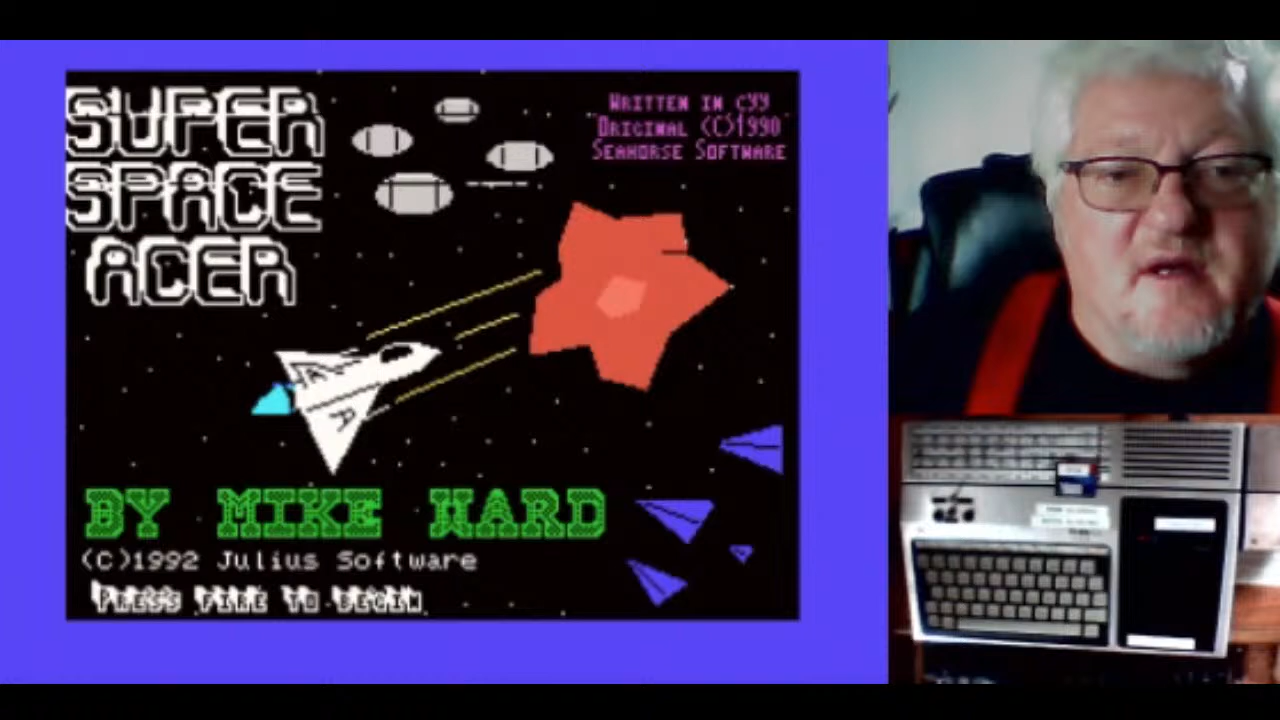 SUPER
SPACE
ACER
WRITTEN IN c99
ORIGINAL (C)1990
SEAHORSE SOFTWARE
BY MIKE WARD
(C)1992 Julius Software
PRESS FIRE TO BEGIN